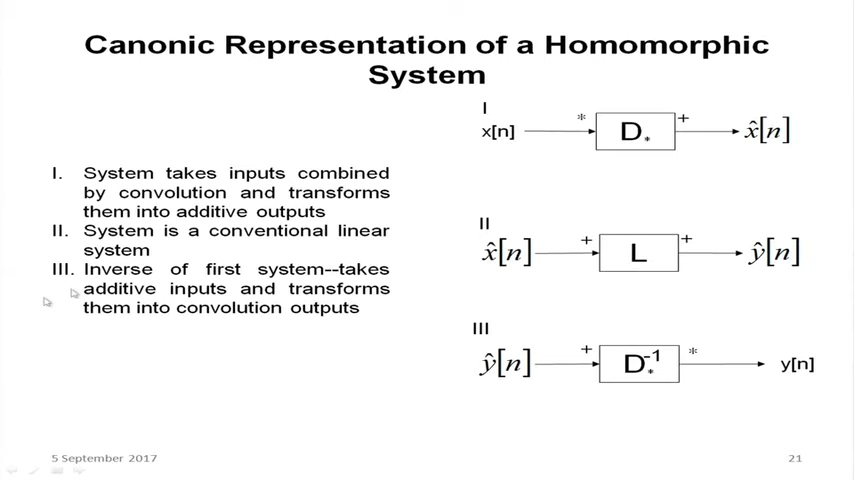 Canonic Representation of a Homomorphic
System
I. System takes inputs combined
by convolution and transforms
them into additive outputs
II. System is a conventional linear
system
III. Inverse of first system--takes
additive inputs and transforms
them into convolution outputs
I
x[n] * D* + x̂[n]
II
x̂[n] + L + ŷ[n]
III
ŷ[n] + D*⁻¹ * y[n]
5 September 2017
21